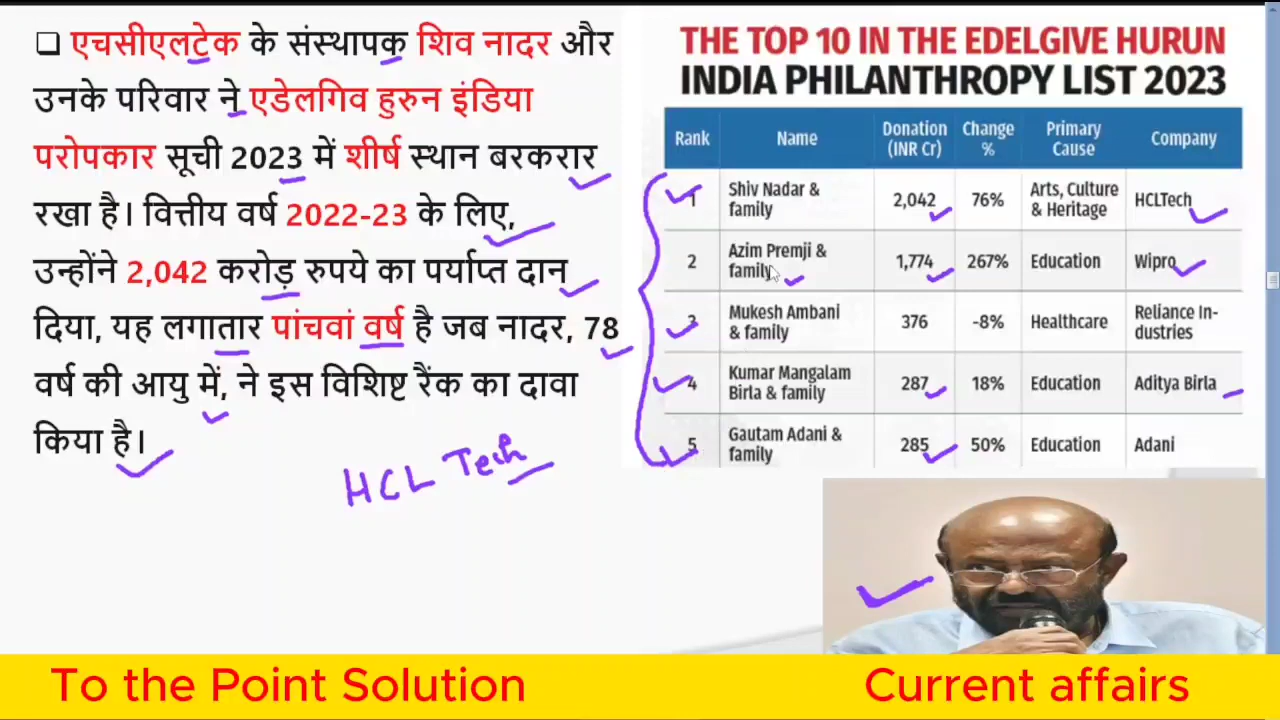 ❑ एचसीएलटेक के संस्थापक शिव नादर और
उनके परिवार ने एडेलगिव हुरुन इंडिया
परोपकार सूची 2023 में शीर्ष स्थान बरकरार
रखा है। वित्तीय वर्ष 2022-23 के लिए,
उन्होंने 2,042 करोड़ रुपये का पर्याप्त दान
दिया, यह लगातार पांचवां वर्ष है जब नादर, 78
वर्ष की आयु में, ने इस विशिष्ट रैंक का दावा
किया है।
HCL Tech
THE TOP 10 IN THE EDELGIVE HURUN
INDIA PHILANTHROPY LIST 2023
Rank Name Donation (INR Cr) Change % Primary Cause Company
1 Shiv Nadar & family 2,042 76% Arts, Culture & Heritage HCLTech
2 Azim Premji & family 1,774 267% Education Wipro
3 Mukesh Ambani & family 376 -8% Healthcare Reliance In-dustries
4 Kumar Mangalam Birla & family 287 18% Education Aditya Birla
5 Gautam Adani & family 285 50% Education Adani
To the Point Solution
Current affairs